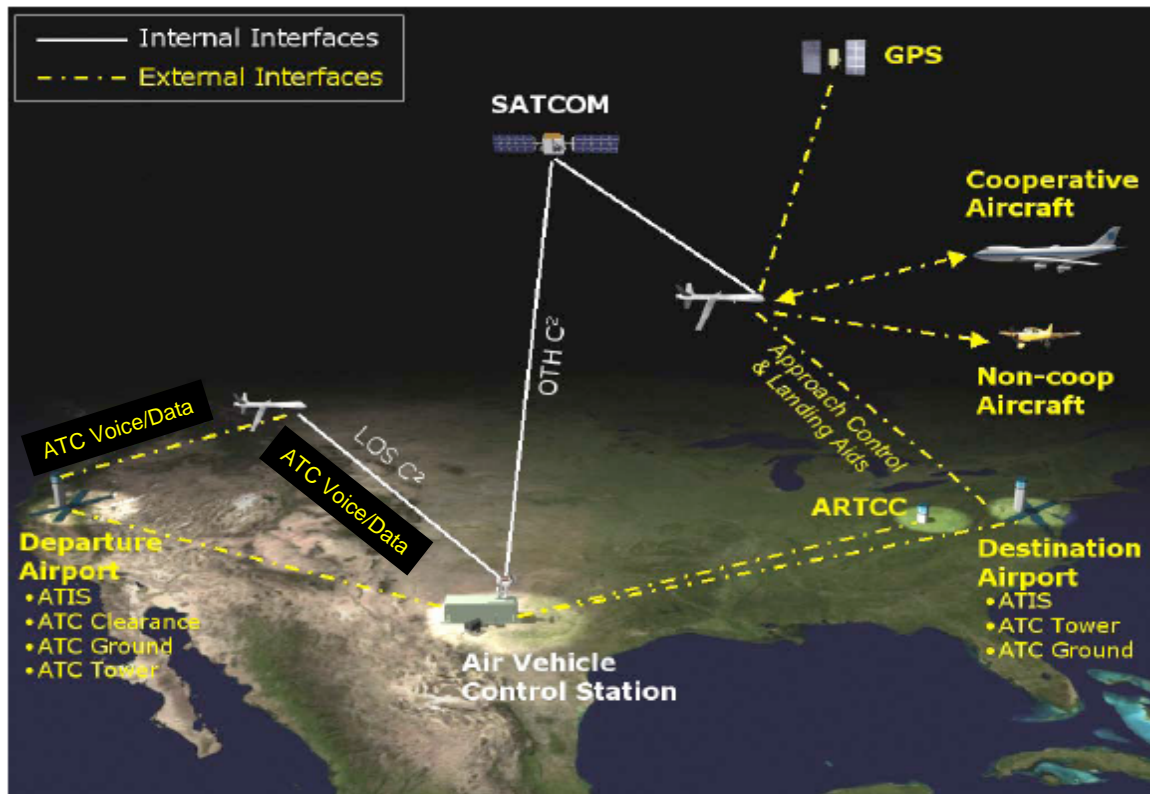 Internal Interfaces
External Interfaces
GPS
SATCOM
Cooperative
Aircraft
OTH C²
Approach Control
& Landing Aids
Non-coop
Aircraft
ATC Voice/Data
LOS C²
ATC Voice/Data
ARTCC
Departure
Airport
•ATIS
•ATC Clearance
•ATC Ground
•ATC Tower
Destination
Airport
•ATIS
•ATC Tower
•ATC Ground
Air Vehicle
Control Station